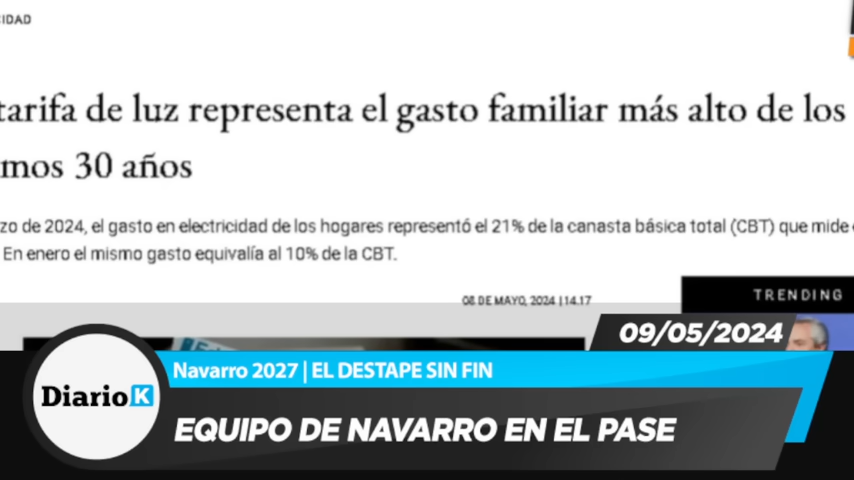 IDAD
tarifa de luz representa el gasto familiar más alto de los
mos 30 años
zo de 2024, el gasto en electricidad de los hogares representó el 21% de la canasta básica total (CBT) que mide
En enero el mismo gasto equivalía al 10% de la CBT.
08 DE MAYO, 2024 | 14.17
TRENDING
09/05/2024
Navarro 2027 | EL DESTAPE SIN FIN
DiarioK
EQUIPO DE NAVARRO EN EL PASE